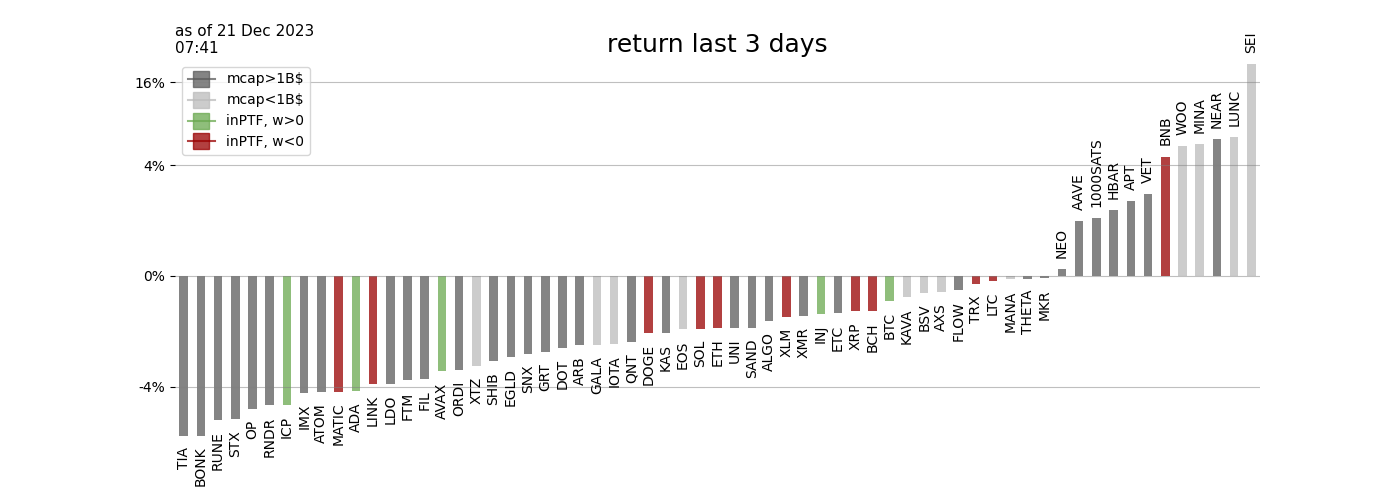 as of 21 Dec 2023
07:41
return last 3 days
mcap>1B$
mcap<1B$
inPTF, w>0
inPTF, w<0
16%
4%
0%
-4%
TIA
BONK
RUNE
STX
OP
RNDR
ICP
IMX
ATOM
MATIC
ADA
LINK
LDO
FTM
FIL
AVAX
ORDI
XTZ
SHIB
EGLD
SNX
GRT
DOT
ARB
GALA
IOTA
QNT
DOGE
KAS
EOS
SOL
ETH
UNI
SAND
ALGO
XLM
XMR
INJ
ETC
XRP
BCH
BTC
KAVA
BSV
AXS
FLOW
TRX
LTC
MANA
THETA
MKR
NEO
AAVE
1000SATS
HBAR
APT
VET
BNB
WOO
MINA
NEAR
LUNC
SEI